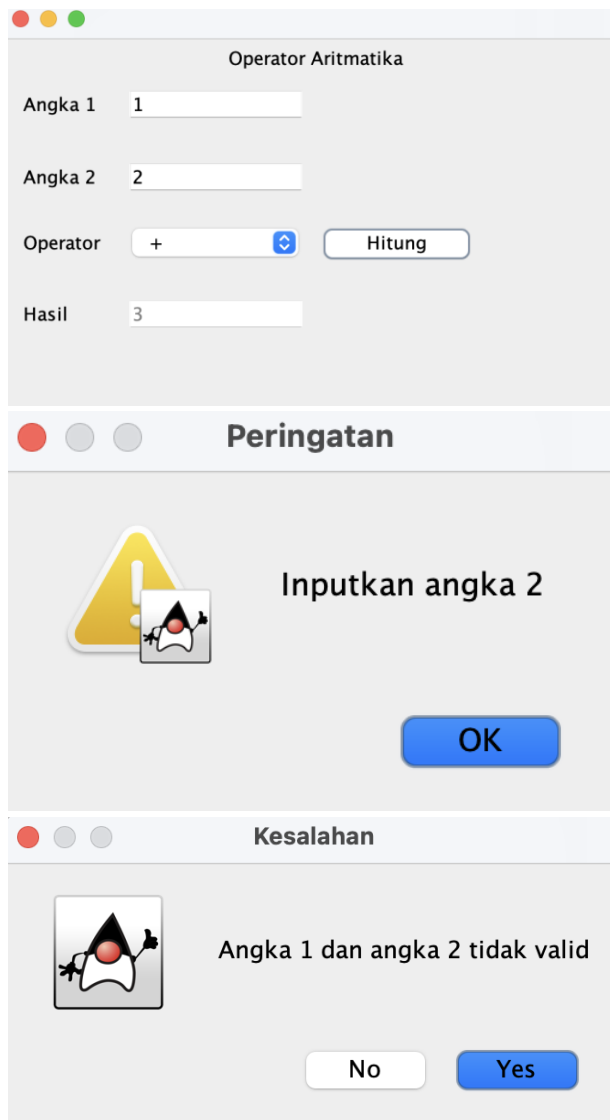 Operator Aritmatika
Angka 1 1
Angka 2 2
Operator + Hitung
Hasil 3
Peringatan
Inputkan angka 2
OK
Kesalahan
Angka 1 dan angka 2 tidak valid
No Yes